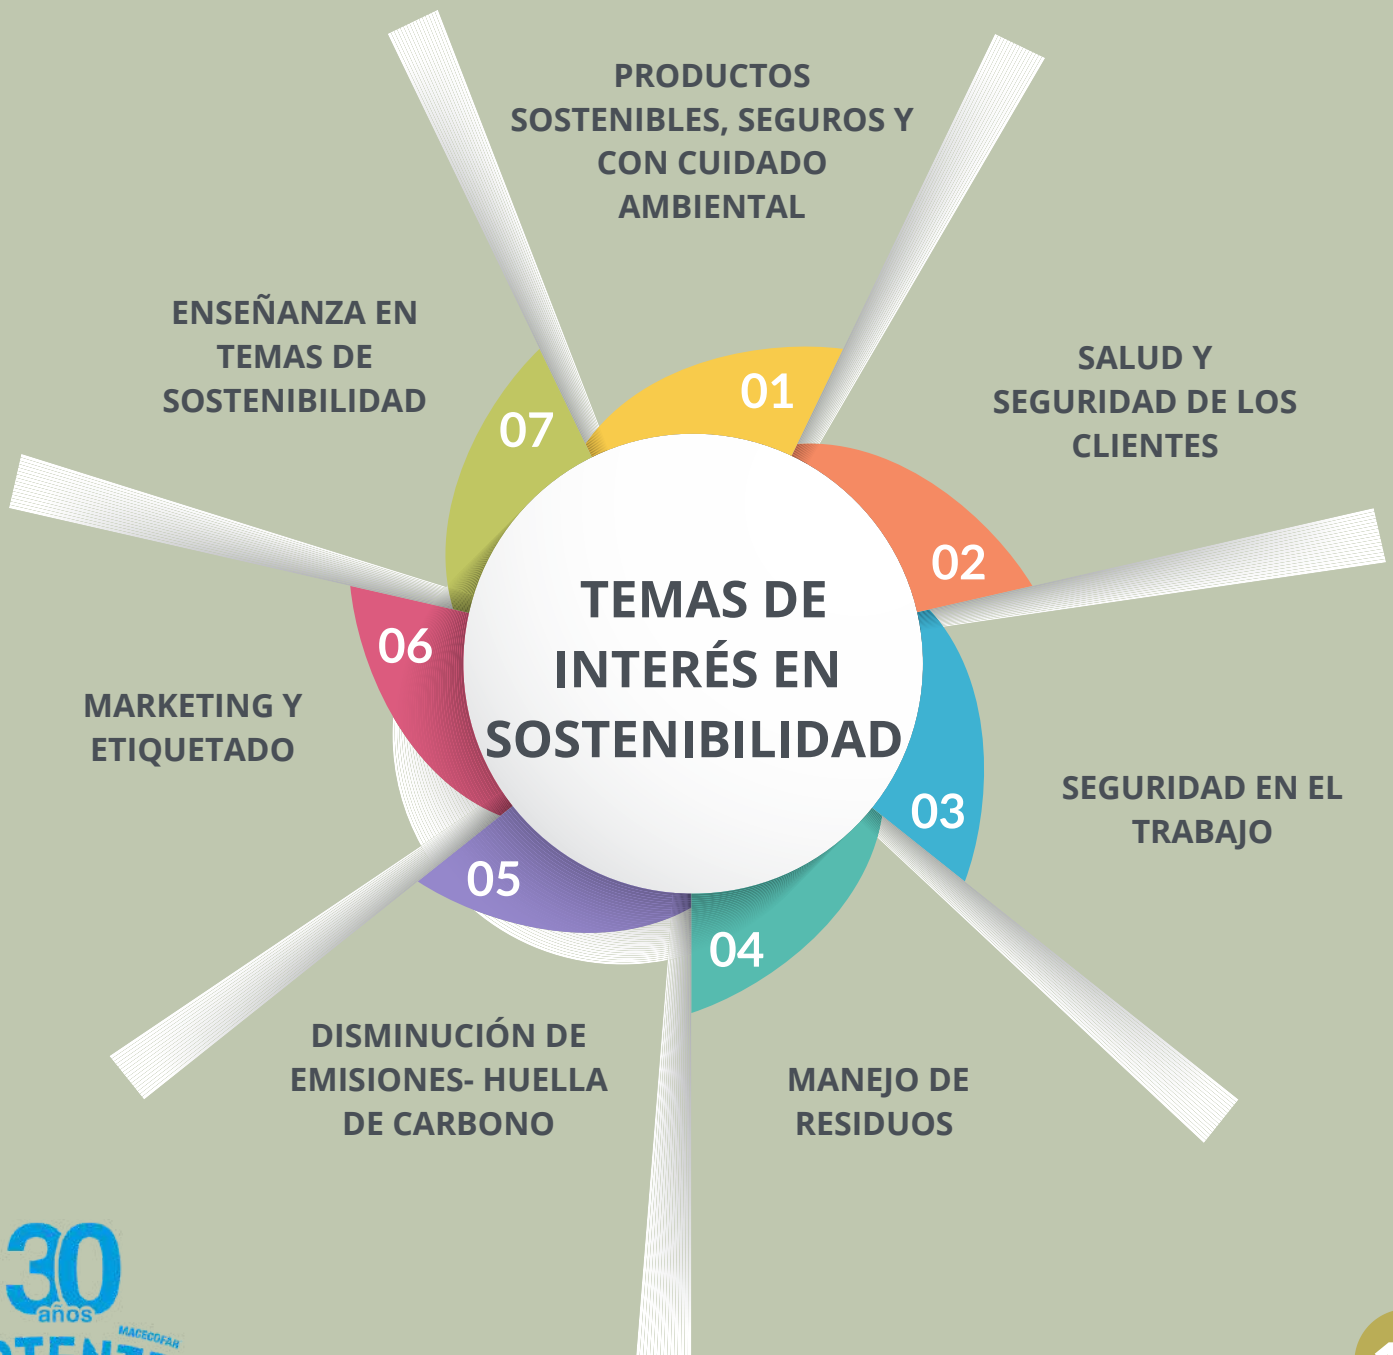 PRODUCTOS
SOSTENIBLES, SEGUROS Y
CON CUIDADO
AMBIENTAL
01
SALUD Y
SEGURIDAD DE LOS
CLIENTES
02
SEGURIDAD EN EL
TRABAJO
03
MANEJO DE
RESIDUOS
04
DISMINUCIÓN DE
EMISIONES- HUELLA
DE CARBONO
05
MARKETING Y
ETIQUETADO
06
ENSEÑANZA EN
TEMAS DE
SOSTENIBILIDAD
07
TEMAS DE
INTERÉS EN
SOSTENIBILIDAD
30
años
MACECOFAR